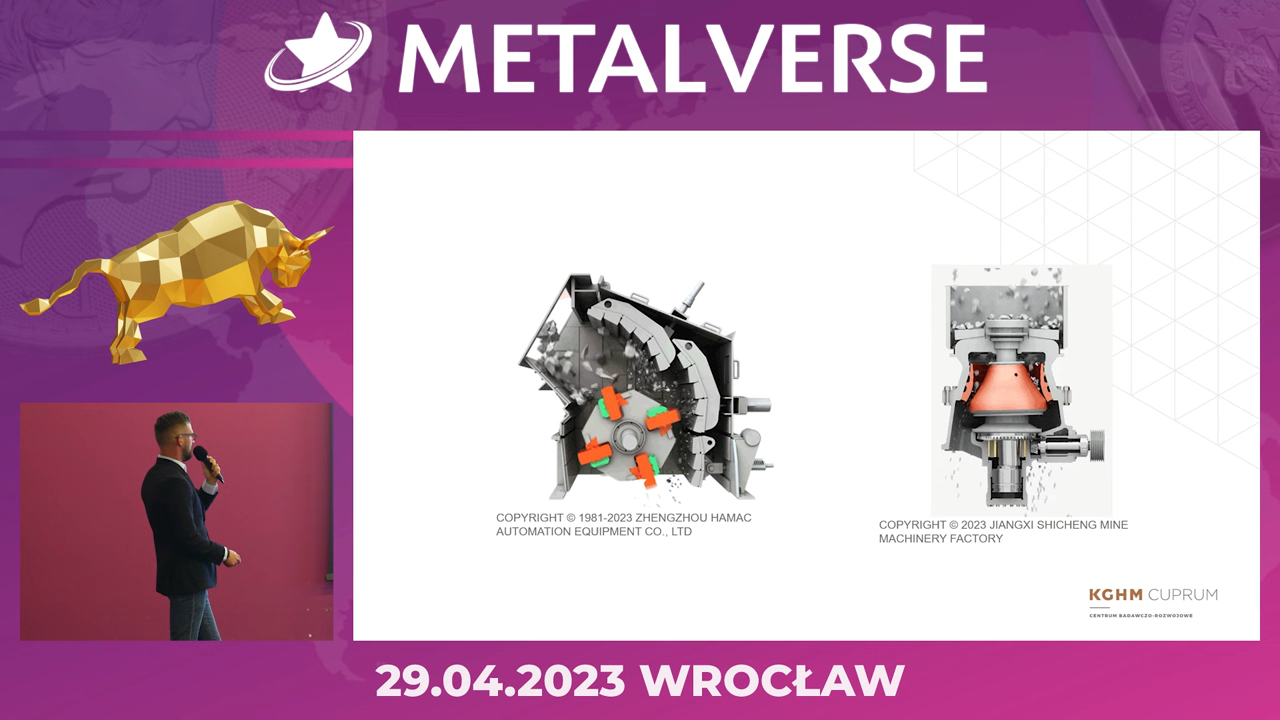 METALVERSE
COPYRIGHT © 1981-2023 ZHENGZHOU HAMAC
AUTOMATION EQUIPMENT CO., LTD
COPYRIGHT © 2023 JIANGXI SHICHENG MINE
MACHINERY FACTORY
KGHM CUPRUM
CENTRUM BADAWCZO-ROZWOJOWE
29.04.2023 WROCŁAW